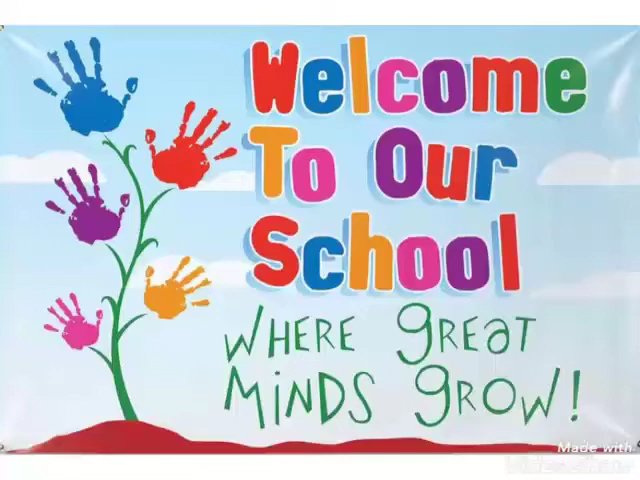 Welcome
To Our
School
WHERE GREAT
MiNDS GROW!
Made with